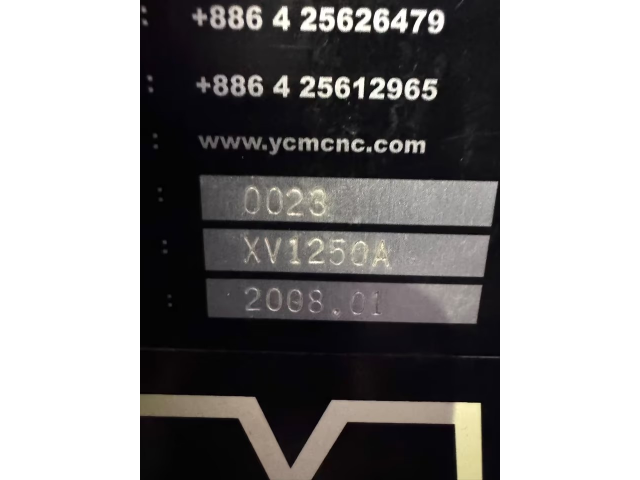 +886 4 25626479
: +886 4 25612965
: www.ycmcnc.com
: 0023
: XV1250A
: 2008.01